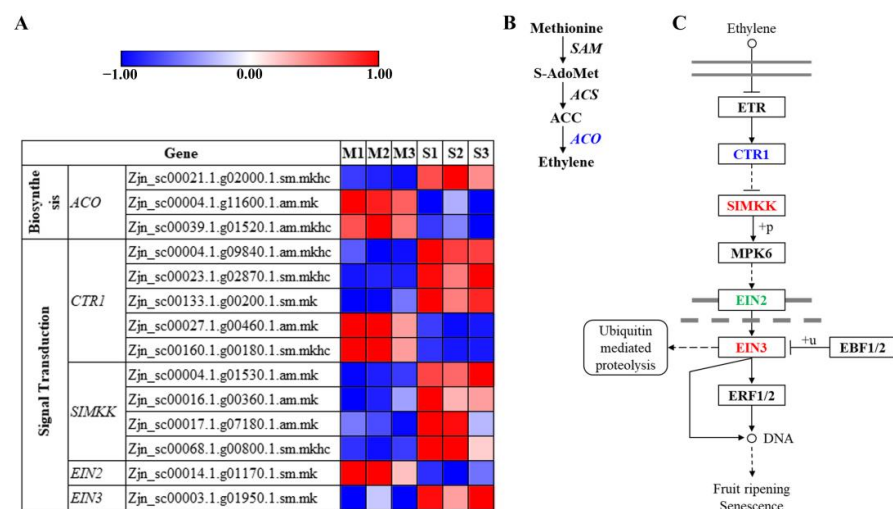 A
−1.00 0.00 1.00
Gene M1 M2 M3 S1 S2 S3
Biosynthe
sis
ACO
Zjn_sc00021.1.g02000.1.sm.mkhc
Zjn_sc00004.1.g11600.1.am.mk
Zjn_sc00039.1.g01520.1.am.mk
Signal Transduction
CTR1
Zjn_sc00004.1.g09840.1.am.mk
Zjn_sc00023.1.g02870.1.sm.mk
Zjn_sc00133.1.g00200.1.sm.mk
Zjn_sc00027.1.g00460.1.am.mk
Zjn_sc00160.1.g00180.1.sm.mkhc
SIMKK
Zjn_sc00004.1.g01530.1.am.mk
Zjn_sc00016.1.g00360.1.am.mk
Zjn_sc00017.1.g07180.1.am.mk
Zjn_sc00068.1.g00800.1.sm.mkhc
EIN2
Zjn_sc00014.1.g01170.1.sm.mk
EIN3
Zjn_sc00003.1.g01950.1.sm.mk
B
Methionine
SAM
S-AdoMet
ACS
ACC
ACO
Ethylene
C
Ethylene
ETR
CTR1
SIMKK
+p
MPK6
EIN2
Ubiquitin
mediated
proteolysis
EIN3
+u
EBF1/2
ERF1/2
DNA
Fruit ripening
Senescence